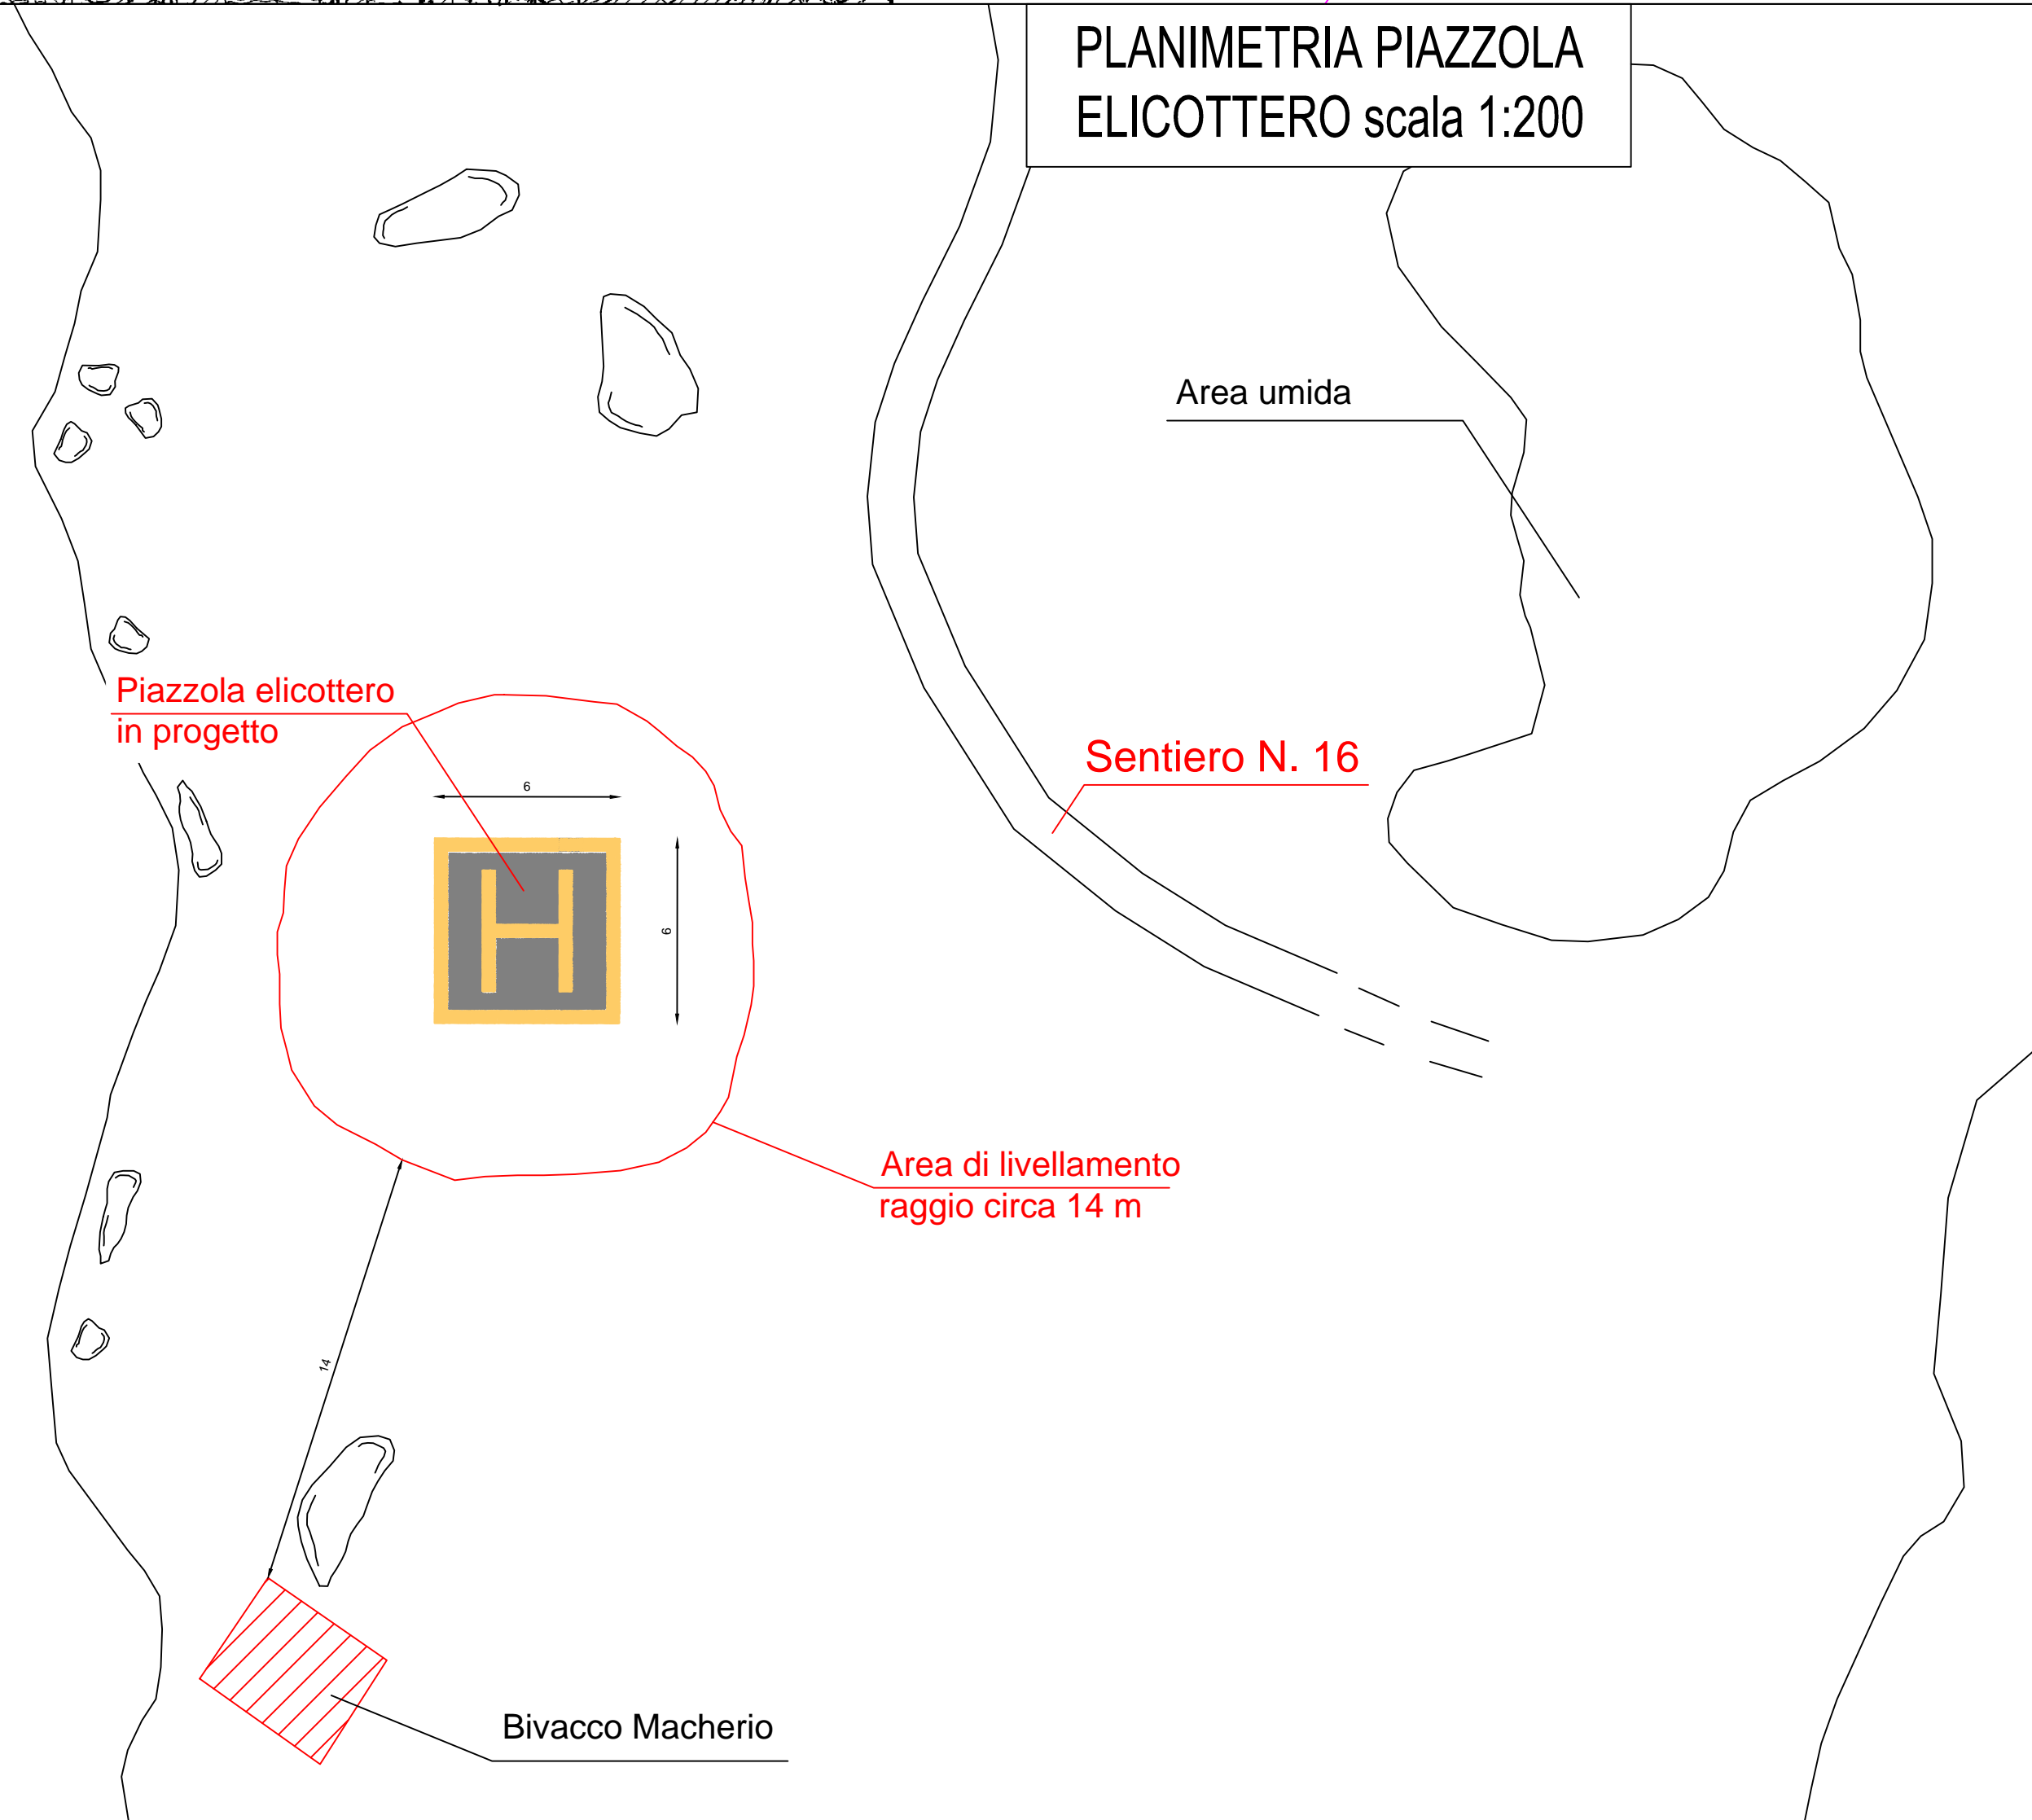 PLANIMETRIA PIAZZOLA
ELICOTTERO scala 1:200
Area umida
Piazzola elicottero
in progetto
Sentiero N. 16
6
6
H
Area di livellamento
raggio circa 14 m
14
Bivacco Macherio